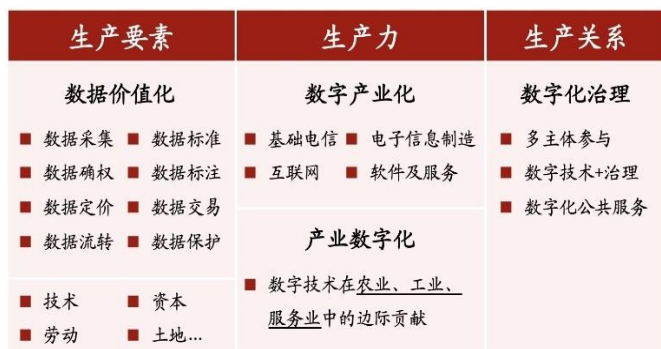 生产要素
数据价值化
■ 数据采集 ■ 数据标准
■ 数据确权 ■ 数据标注
■ 数据定价 ■ 数据交易
■ 数据流转 ■ 数据保护
■ 技术 ■ 资本
■ 劳动 ■ 土地...
生产力
数字产业化
■ 基础电信 ■ 电子信息制造
■ 互联网 ■ 软件及服务
产业数字化
■ 数字技术在农业、工业、
服务业中的边际贡献
生产关系
数字化治理
■ 多主体参与
■ 数字技术+治理
■ 数字化公共服务